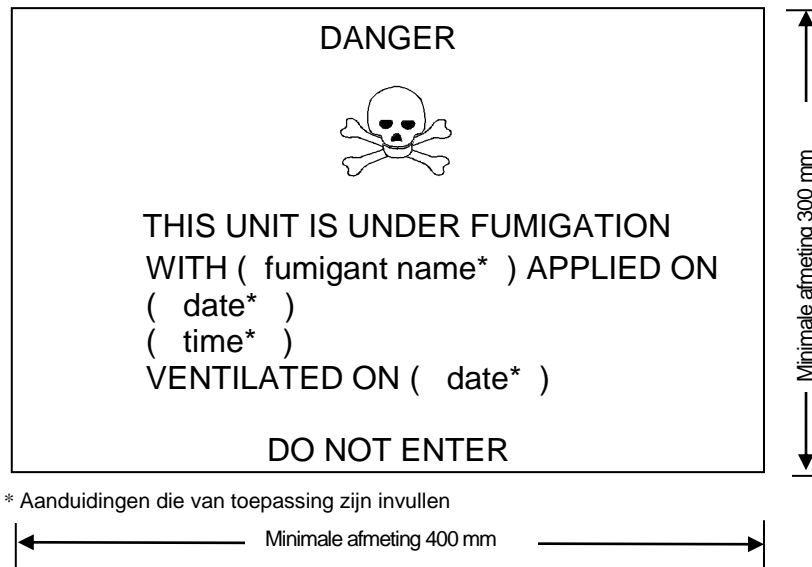 DANGER
THIS UNIT IS UNDER FUMIGATION
WITH ( fumigant name* ) APPLIED ON
( date* )
( time* )
VENTILATED ON ( date* )
DO NOT ENTER
Minimale afmeting 300 mm
* Aanduidingen die van toepassing zijn invullen
Minimale afmeting 400 mm